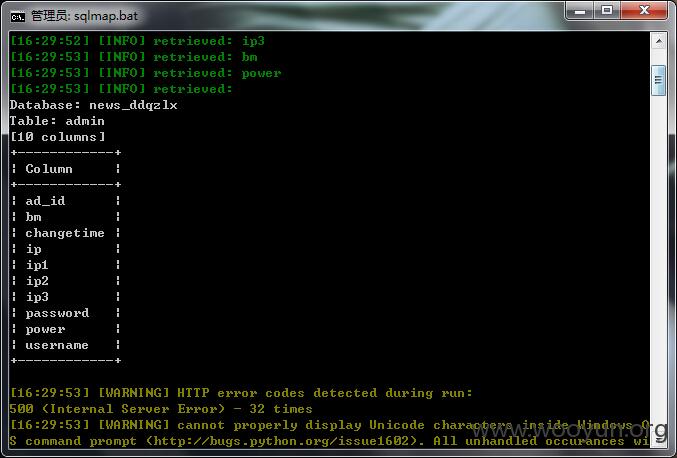 管理员: sqlmap.bat
[16:29:52] [INFO] retrieved: ip3
[16:29:53] [INFO] retrieved: bm
[16:29:53] [INFO] retrieved: power
[16:29:53] [INFO] retrieved:
Database: news_ddqzlx
Table: admin
[10 columns]
+------------+
¦ Column     ¦
+------------+
¦ ad_id      ¦
¦ bm         ¦
¦ changetime ¦
¦ ip         ¦
¦ ip1        ¦
¦ ip2        ¦
¦ ip3        ¦
¦ password   ¦
¦ power      ¦
¦ username   ¦
+------------+
[16:29:53] [WARNING] HTTP error codes detected during run:
500 (Internal Server Error) - 32 times
[16:29:53] [WARNING] cannot properly display Unicode characters inside Windows O
S command prompt (http://bugs.python.org/issue1602). All unhandled occurances wi
www.wooyun.org